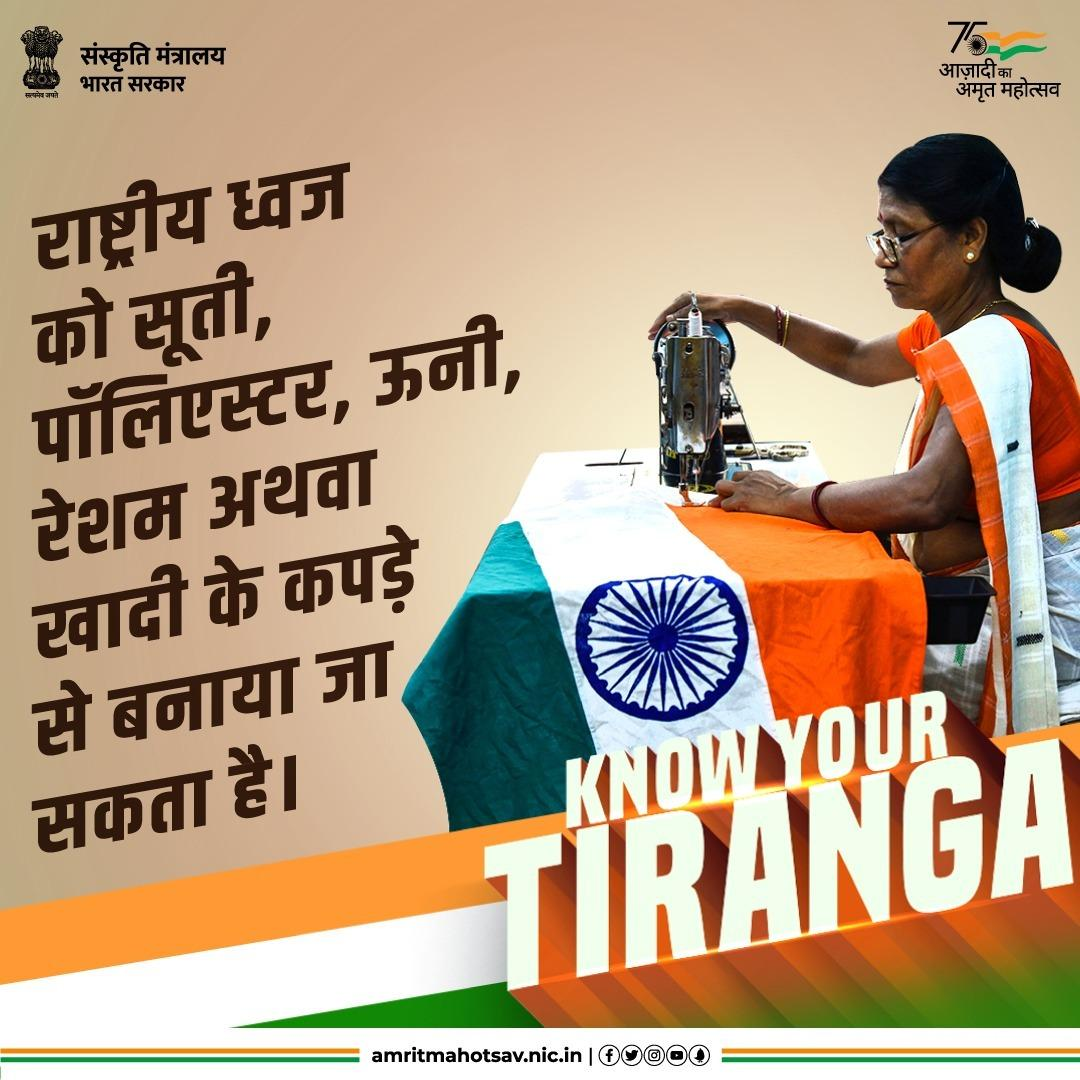 संस्कृति मंत्रालय
भारत सरकार
सत्यमेव जयते
75
आज़ादी का
अमृत महोत्सव
राष्ट्रीय ध्वज
को सूती,
पॉलिएस्टर, ऊनी,
रेशम अथवा
खादी के कपड़े
से बनाया जा
सकता है।
KNOW YOUR
TIRANGA
amritmahotsav.nic.in |